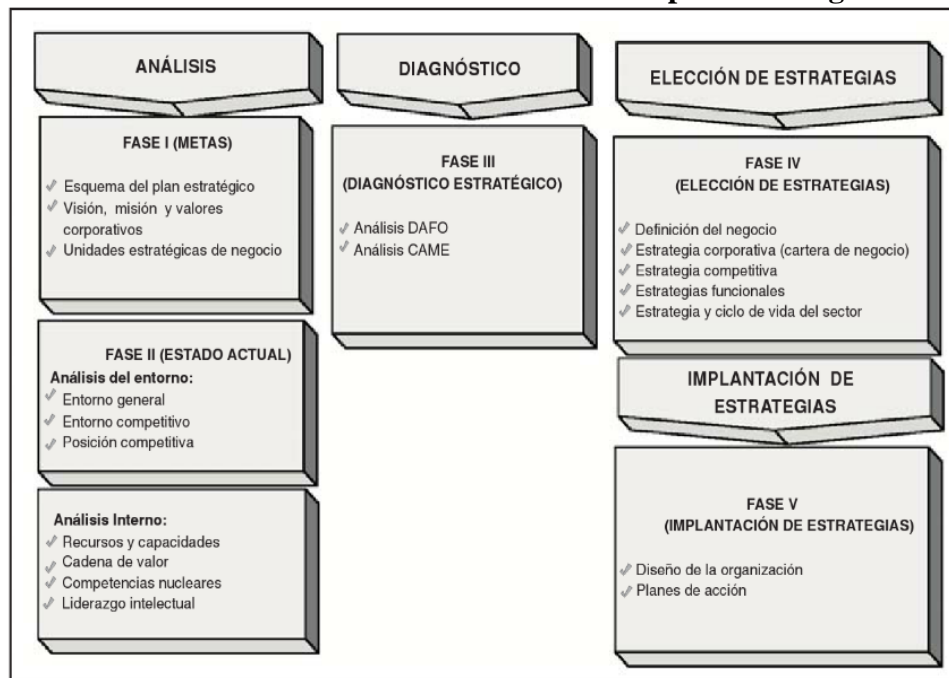 ANÁLISIS
FASE I (METAS)
Esquema del plan estratégico
Visión, misión y valores
corporativos
Unidades estratégicas de negocio
FASE II (ESTADO ACTUAL)
Análisis del entorno:
Entorno general
Entorno competitivo
Posición competitiva
Análisis Interno:
Recursos y capacidades
Cadena de valor
Competencias nucleares
Liderazgo intelectual
DIAGNÓSTICO
FASE III
(DIAGNÓSTICO ESTRATÉGICO)
Análisis DAFO
Análisis CAME
ELECCIÓN DE ESTRATEGIAS
FASE IV
(ELECCIÓN DE ESTRATEGIAS)
Definición del negocio
Estrategia corporativa (cartera de negocio)
Estrategia competitiva
Estrategias funcionales
Estrategia y ciclo de vida del sector
IMPLANTACIÓN DE
ESTRATEGIAS
FASE V
(IMPLANTACIÓN DE ESTRATEGIAS)
Diseño de la organización
Planes de acción